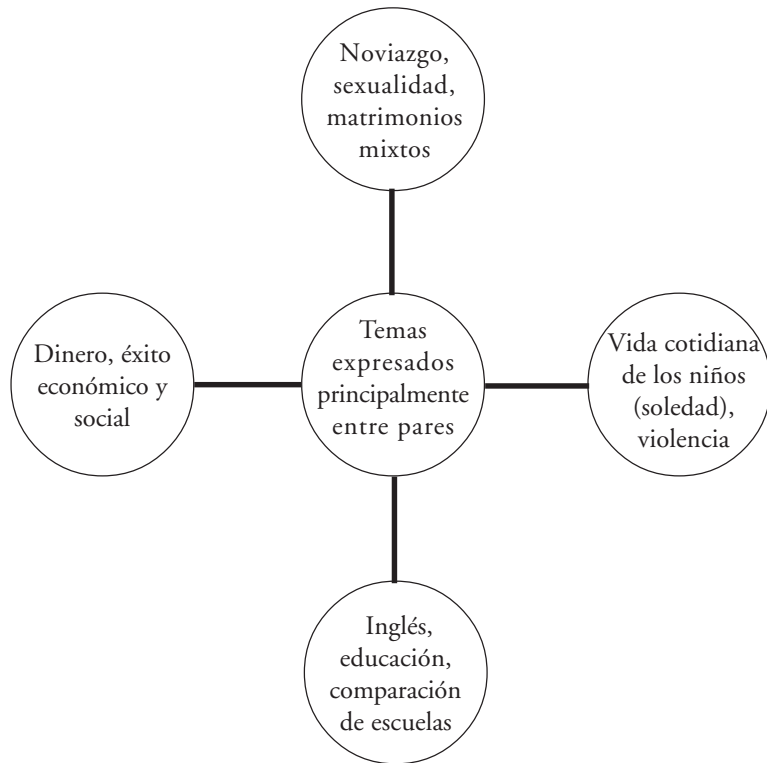 Noviazgo,
sexualidad,
matrimonios
mixtos
Dinero, éxito
económico y
social
Temas
expresados
principalmente
entre pares
Vida cotidiana
de los niños
(soledad),
violencia
Inglés,
educación,
comparación
de escuelas